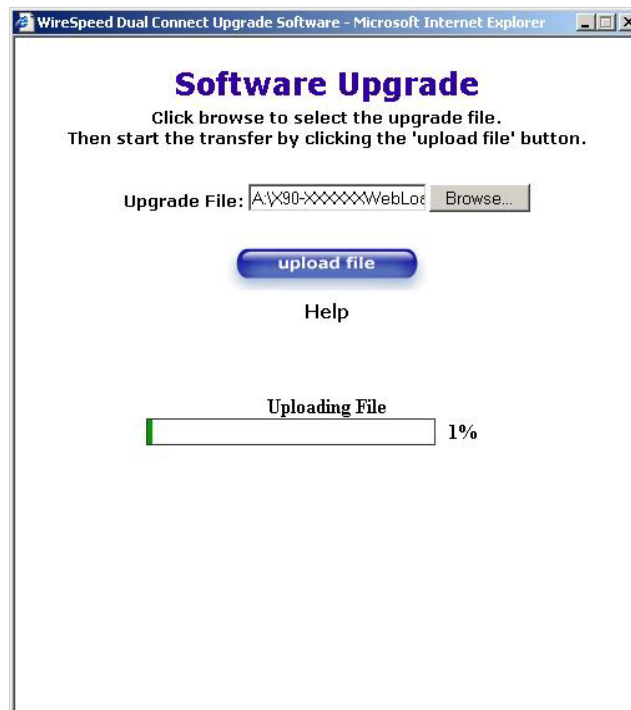 WireSpeed Dual Connect Upgrade Software - Microsoft Internet Explorer
Software Upgrade
Click browse to select the upgrade file.
Then start the transfer by clicking the 'upload file' button.
Upgrade File: A:\X90-XXXXXXWebLoa Browse...
upload file
Help
Uploading File
1%